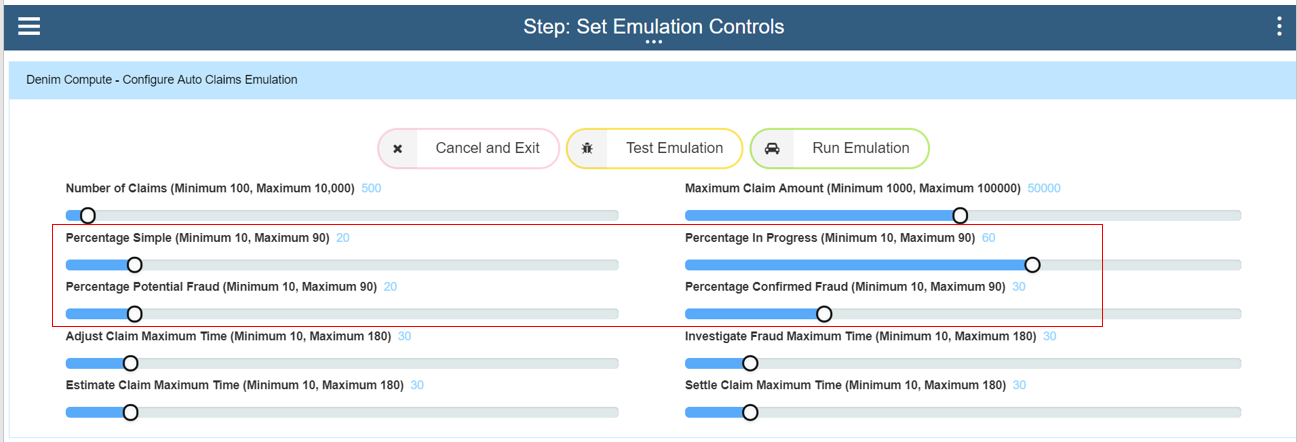 Step: Set Emulation Controls
Denim Compute - Configure Auto Claims Emulation
Cancel and Exit
Test Emulation
Run Emulation
Number of Claims (Minimum 100, Maximum 10,000) 500
Maximum Claim Amount (Minimum 1000, Maximum 100000) 50000
Percentage Simple (Minimum 10, Maximum 90) 20
Percentage In Progress (Minimum 10, Maximum 90) 60
Percentage Potential Fraud (Minimum 10, Maximum 90) 20
Percentage Confirmed Fraud (Minimum 10, Maximum 90) 30
Adjust Claim Maximum Time (Minimum 10, Maximum 180) 30
Investigate Fraud Maximum Time (Minimum 10, Maximum 180) 30
Estimate Claim Maximum Time (Minimum 10, Maximum 180) 30
Settle Claim Maximum Time (Minimum 10, Maximum 180) 30